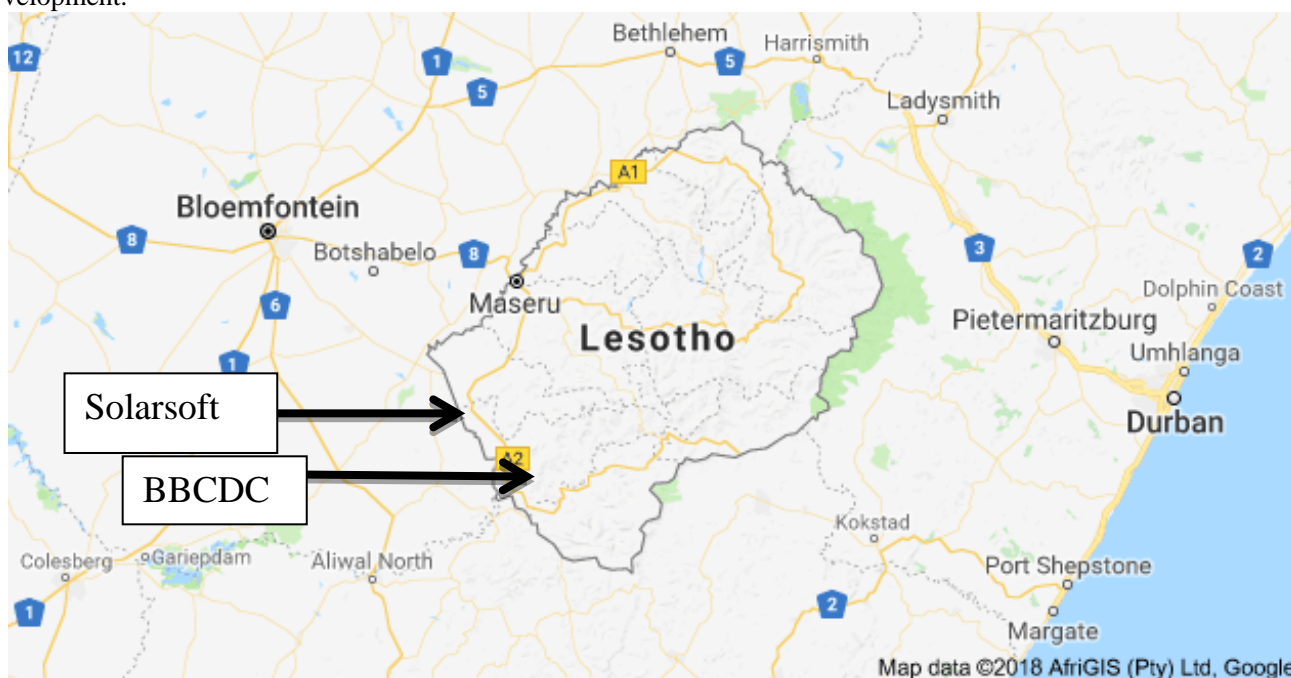 velopment.
Bethlehem
Harrismith
12
1
5
5
Ladysmith
A1
Bloemfontein
8
Botshabelo
8
3
2
Maseru
Dolphin Coast
6
Lesotho
Pietermaritzburg
Umhlanga
1
Durban
Solarsoft
A2
BBCDC
Kokstad
Colesberg
Gariepdam
Aliwal North
Port Shepstone
1
2
Margate
Map data ©2018 AfriGIS (Pty) Ltd, Google